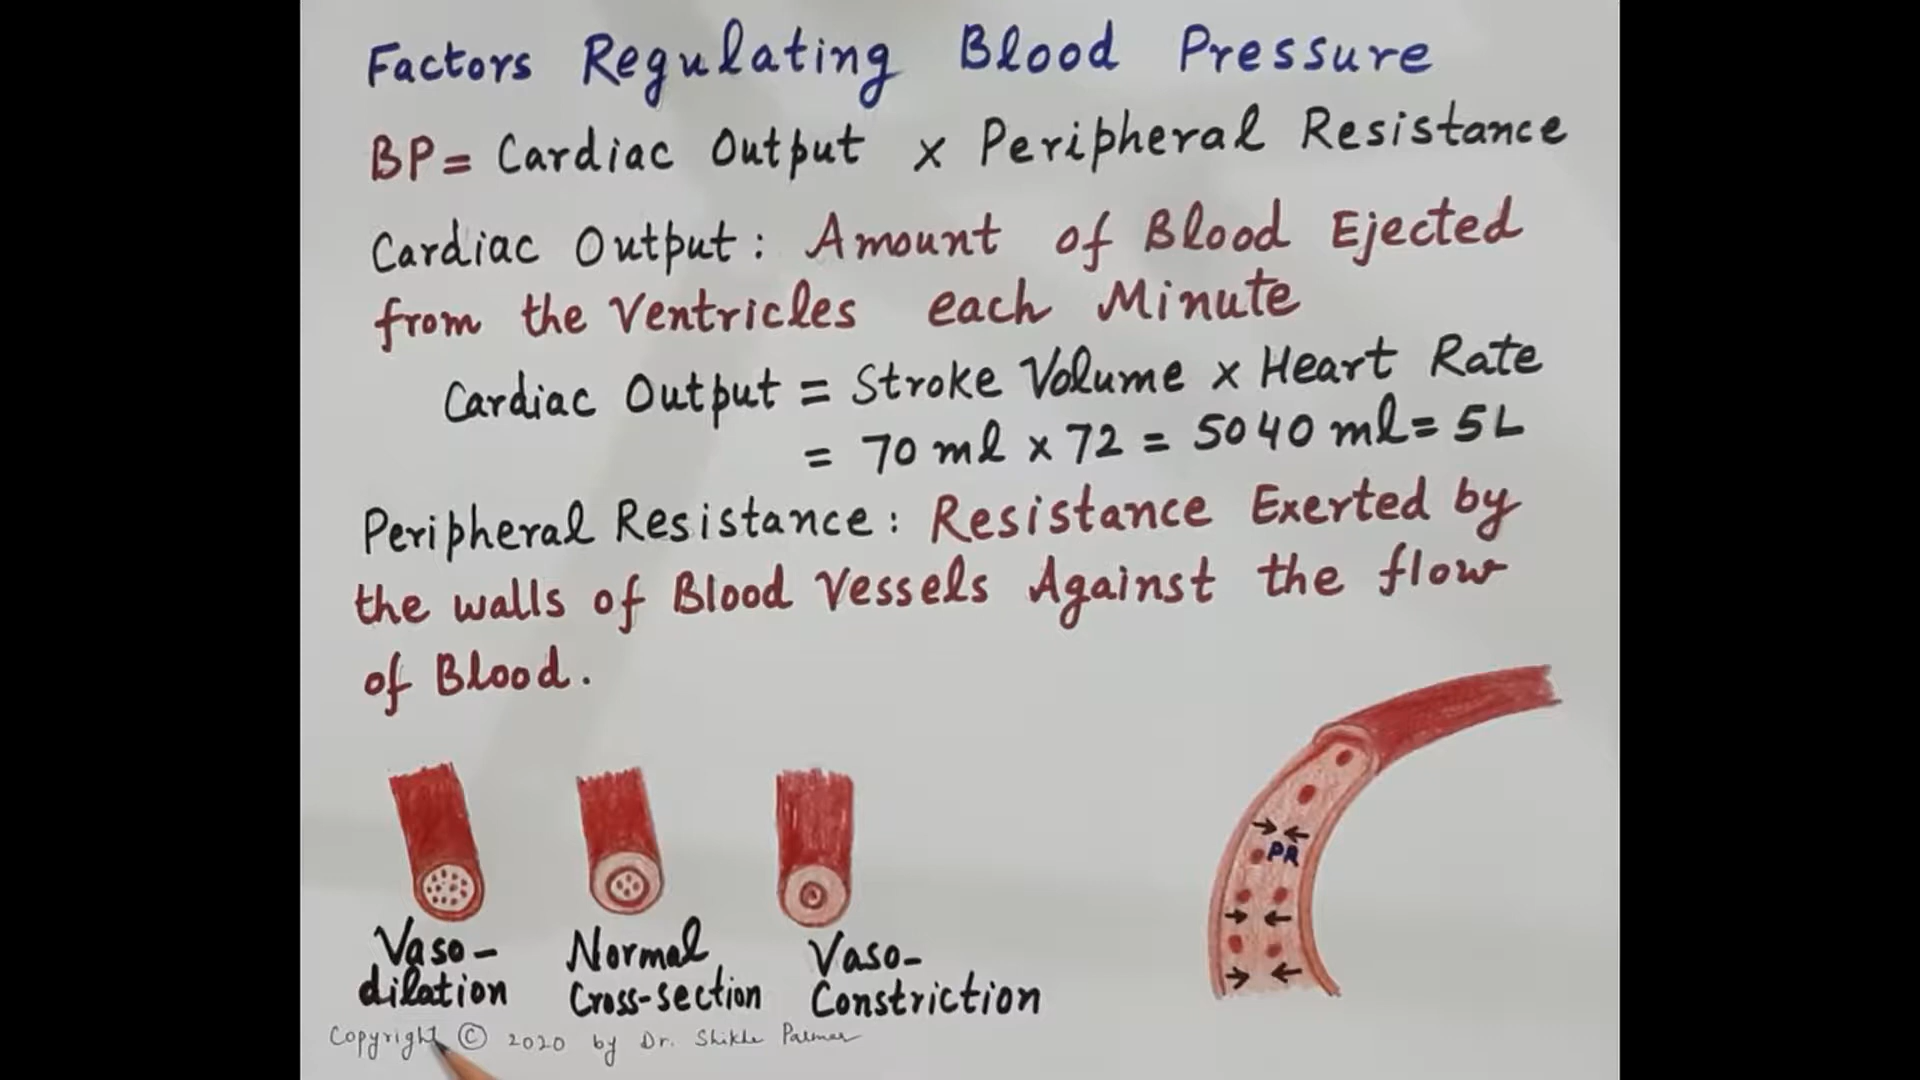 Factors Regulating Blood Pressure
BP = Cardiac Output x Peripheral Resistance
Cardiac Output : Amount of Blood Ejected
from the Ventricles each Minute
Cardiac Output = Stroke Volume x Heart Rate
= 70 ml x 72 = 5040 ml = 5L
Peripheral Resistance : Resistance Exerted by
the walls of Blood Vessels Against the flow
of Blood.
PR
Vaso-
dilation
Normal
Cross-section
Vaso-
Constriction
Copyright © 2020 by Dr. Shikha Parmar